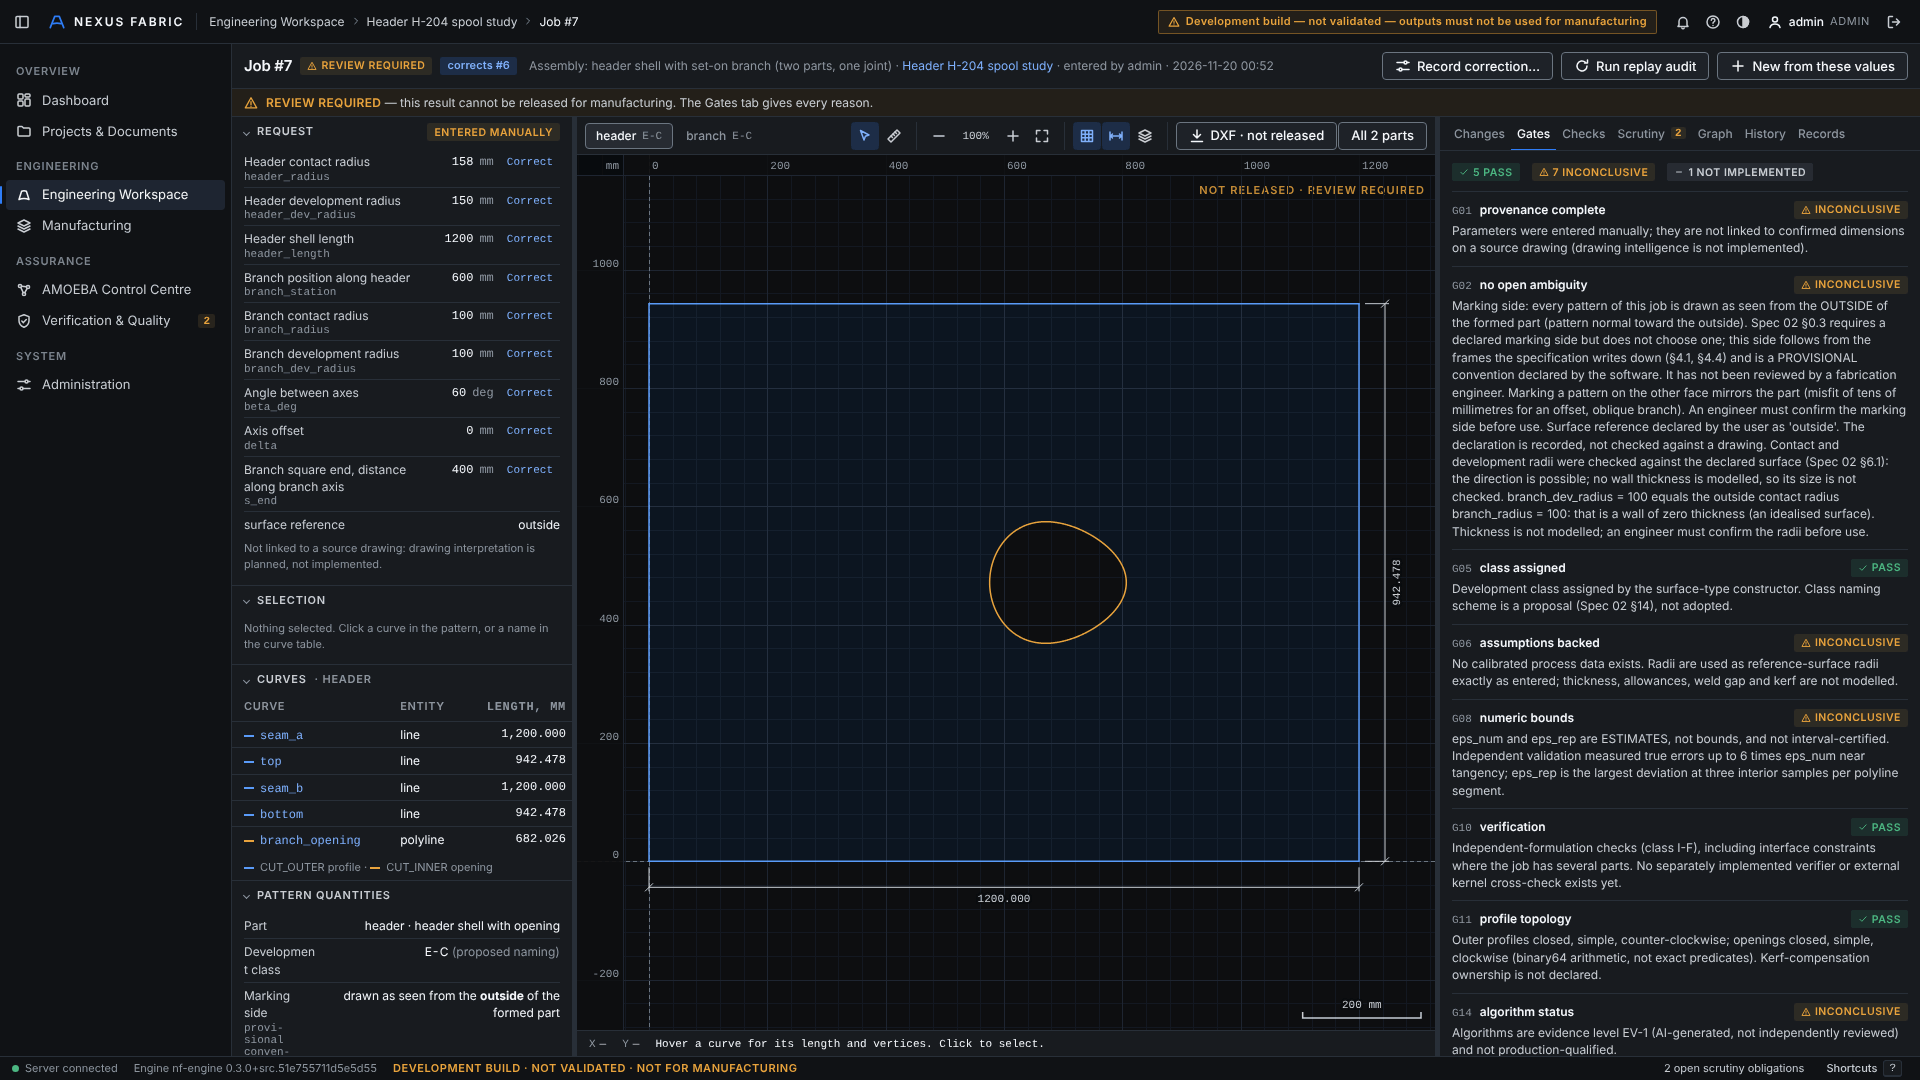 NEXUS FABRIC
Engineering Workspace
Header H-204 spool study
Job #7
Development build — not validated — outputs must not be used for manufacturing
admin ADMIN
OVERVIEW
Dashboard
Projects & Documents
ENGINEERING
Engineering Workspace
Manufacturing
ASSURANCE
AMOEBA Control Centre
Verification & Quality 2
SYSTEM
Administration
Job #7
REVIEW REQUIRED
corrects #6
Assembly: header shell with set-on branch (two parts, one joint) · Header H-204 spool study · entered by admin · 2026-11-20 00:52
Record correction...
Run replay audit
New from these values
REVIEW REQUIRED — this result cannot be released for manufacturing. The Gates tab gives every reason.
REQUEST
ENTERED MANUALLY
Header contact radius 158 mm Correct
header_radius
Header development radius 150 mm Correct
header_dev_radius
Header shell length 1200 mm Correct
header_length
Branch position along header 600 mm Correct
branch_station
Branch contact radius 100 mm Correct
branch_radius
Branch development radius 100 mm Correct
branch_dev_radius
Angle between axes 60 deg Correct
beta_deg
Axis offset 0 mm Correct
delta
Branch square end, distance 400 mm Correct
along branch axis
s_end
surface reference outside
Not linked to a source drawing: drawing interpretation is
planned, not implemented.
SELECTION
Nothing selected. Click a curve in the pattern, or a name in
the curve table.
CURVES · HEADER
CURVE ENTITY LENGTH, MM
seam_a line 1,200.000
top line 942.478
seam_b line 1,200.000
bottom line 942.478
branch_opening polyline 682.026
CUT_OUTER profile · CUT_INNER opening
PATTERN QUANTITIES
Part header · header shell with opening
Developmen E-C (proposed naming)
t class
Marking drawn as seen from the outside of the
side formed part
provi-
sional
conven-
header E-C
branch E-C
100%
DXF · not released
All 2 parts
mm 0 200 400 600 800 1000 1200
NOT RELEASED · REVIEW REQUIRED
1000
800
600
400
200
0
-200
942.478
1200.000
200 mm
X — Y — Hover a curve for its length and vertices. Click to select.
Changes Gates Checks Scrutiny 2 Graph History Records
5 PASS
7 INCONCLUSIVE
1 NOT IMPLEMENTED
G01 provenance complete INCONCLUSIVE
Parameters were entered manually; they are not linked to confirmed dimensions
on a source drawing (drawing intelligence is not implemented).
G02 no open ambiguity INCONCLUSIVE
Marking side: every pattern of this job is drawn as seen from the OUTSIDE of
the formed part (pattern normal toward the outside). Spec 02 §0.3 requires a
declared marking side but does not choose one; this side follows from the
frames the specification writes down (§4.1, §4.4) and is a PROVISIONAL
convention declared by the software. It has not been reviewed by a fabrication
engineer. Marking a pattern on the other face mirrors the part (misfit of tens of
millimetres for an offset, oblique branch). An engineer must confirm the marking
side before use. Surface reference declared by the user as 'outside'. The
declaration is recorded, not checked against a drawing. Contact and
development radii were checked against the declared surface (Spec 02 §6.1):
the direction is possible; no wall thickness is modelled, so its size is not
checked. branch_dev_radius = 100 equals the outside contact radius
branch_radius = 100: that is a wall of zero thickness (an idealised surface).
Thickness is not modelled; an engineer must confirm the radii before use.
G05 class assigned PASS
Development class assigned by the surface-type constructor. Class naming
scheme is a proposal (Spec 02 §14), not adopted.
G06 assumptions backed INCONCLUSIVE
No calibrated process data exists. Radii are used as reference-surface radii
exactly as entered; thickness, allowances, weld gap and kerf are not modelled.
G08 numeric bounds INCONCLUSIVE
eps_num and eps_rep are ESTIMATES, not bounds, and not interval-certified.
Independent validation measured true errors up to 6 times eps_num near
tangency; eps_rep is the largest deviation at three interior samples per polyline
segment.
G10 verification PASS
Independent-formulation checks (class I-F), including interface constraints
where the job has several parts. No separately implemented verifier or external
kernel cross-check exists yet.
G11 profile topology PASS
Outer profiles closed, simple, counter-clockwise; openings closed, simple,
clockwise (binary64 arithmetic, not exact predicates). Kerf-compensation
ownership is not declared.
G14 algorithm status INCONCLUSIVE
Algorithms are evidence level EV-1 (AI-generated, not independently reviewed)
and not production-qualified.
Server connected
Engine nf-engine 0.3.0+src.51e755711d5e5d55
DEVELOPMENT BUILD · NOT VALIDATED · NOT FOR MANUFACTURING
2 open scrutiny obligations
Shortcuts ?